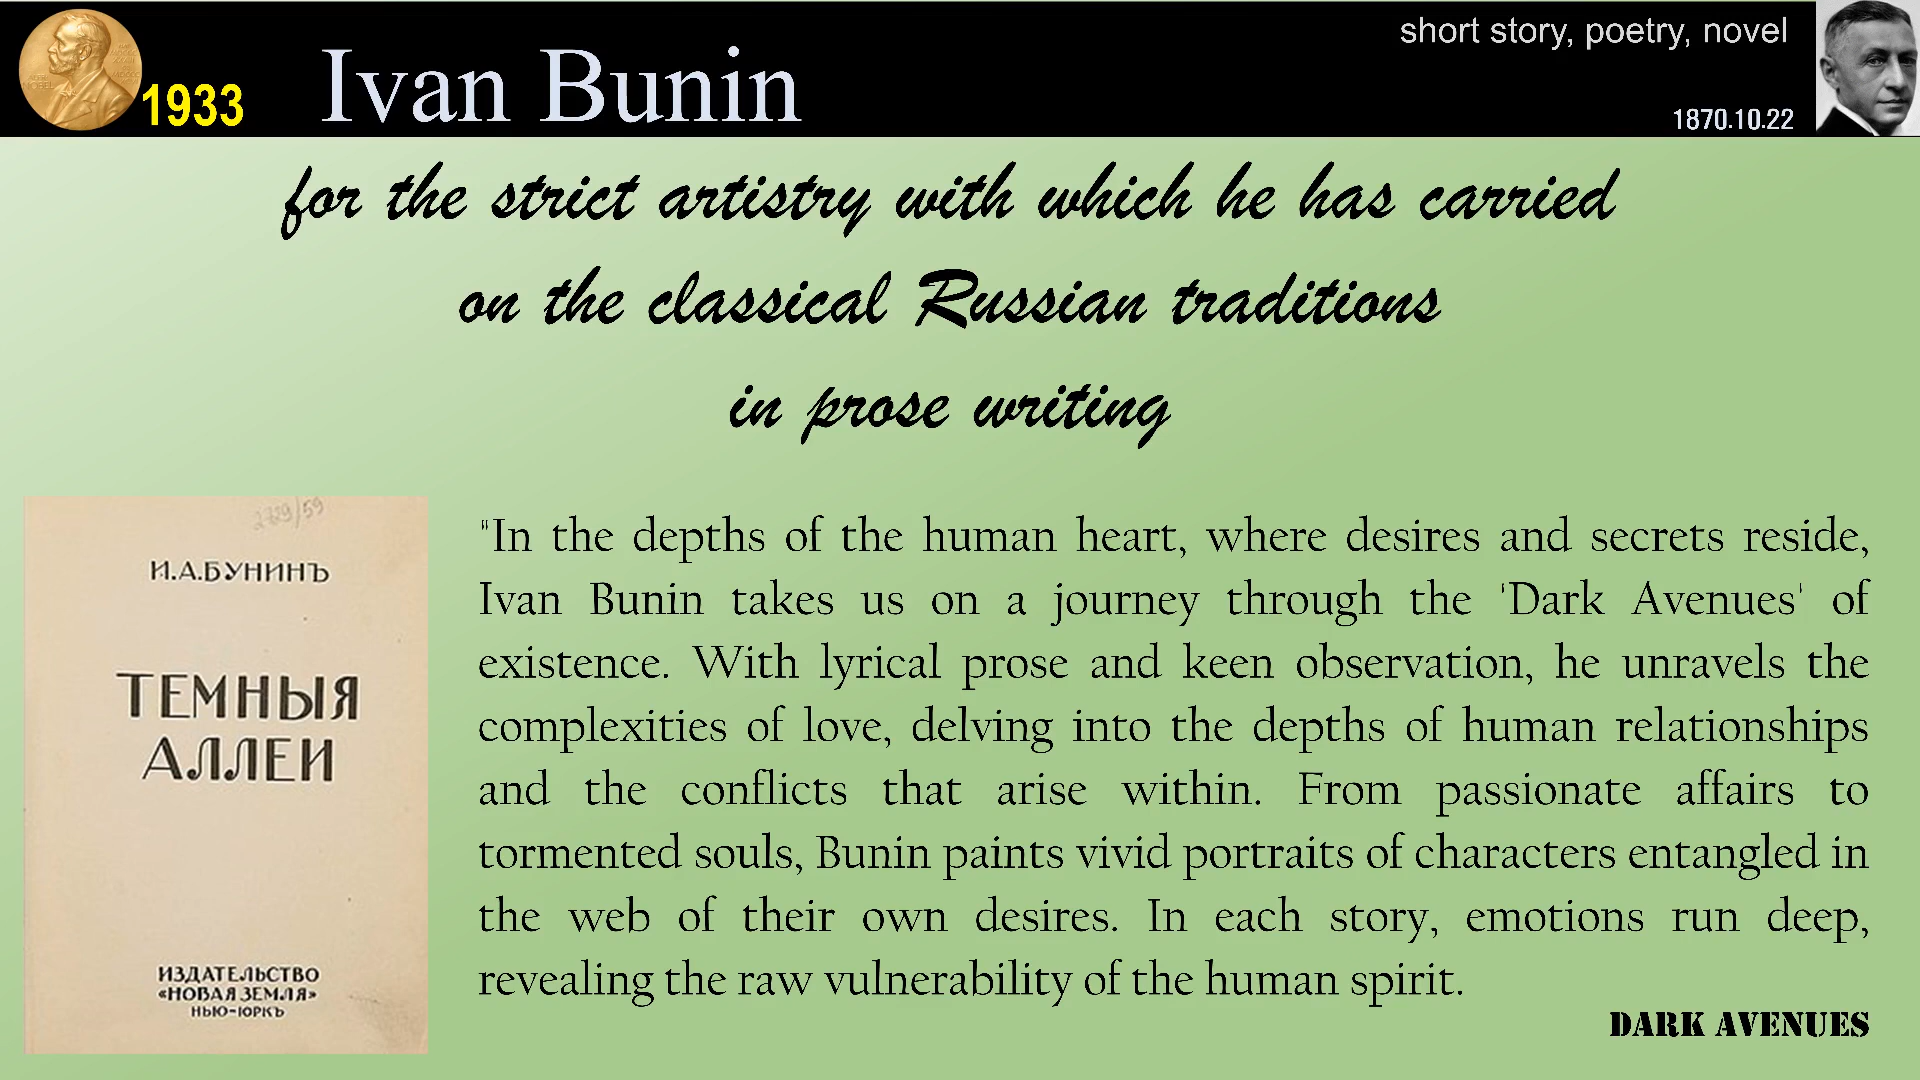 1933
Ivan Bunin
short story, poetry, novel
1870.10.22
for the strict artistry with which he has carried
on the classical Russian traditions
in prose writing
2729/59
И.А.БУНИНЪ
ТЕМНЫЯ
АЛЛЕИ
ИЗДАТЕЛЬСТВО
«НОВАЯ ЗЕМЛЯ»
НЬЮ-ІОРКЪ
"In the depths of the human heart, where desires and secrets reside,
Ivan Bunin takes us on a journey through the 'Dark Avenues' of
existence. With lyrical prose and keen observation, he unravels the
complexities of love, delving into the depths of human relationships
and the conflicts that arise within. From passionate affairs to
tormented souls, Bunin paints vivid portraits of characters entangled in
the web of their own desires. In each story, emotions run deep,
revealing the raw vulnerability of the human spirit.
DARK AVENUES